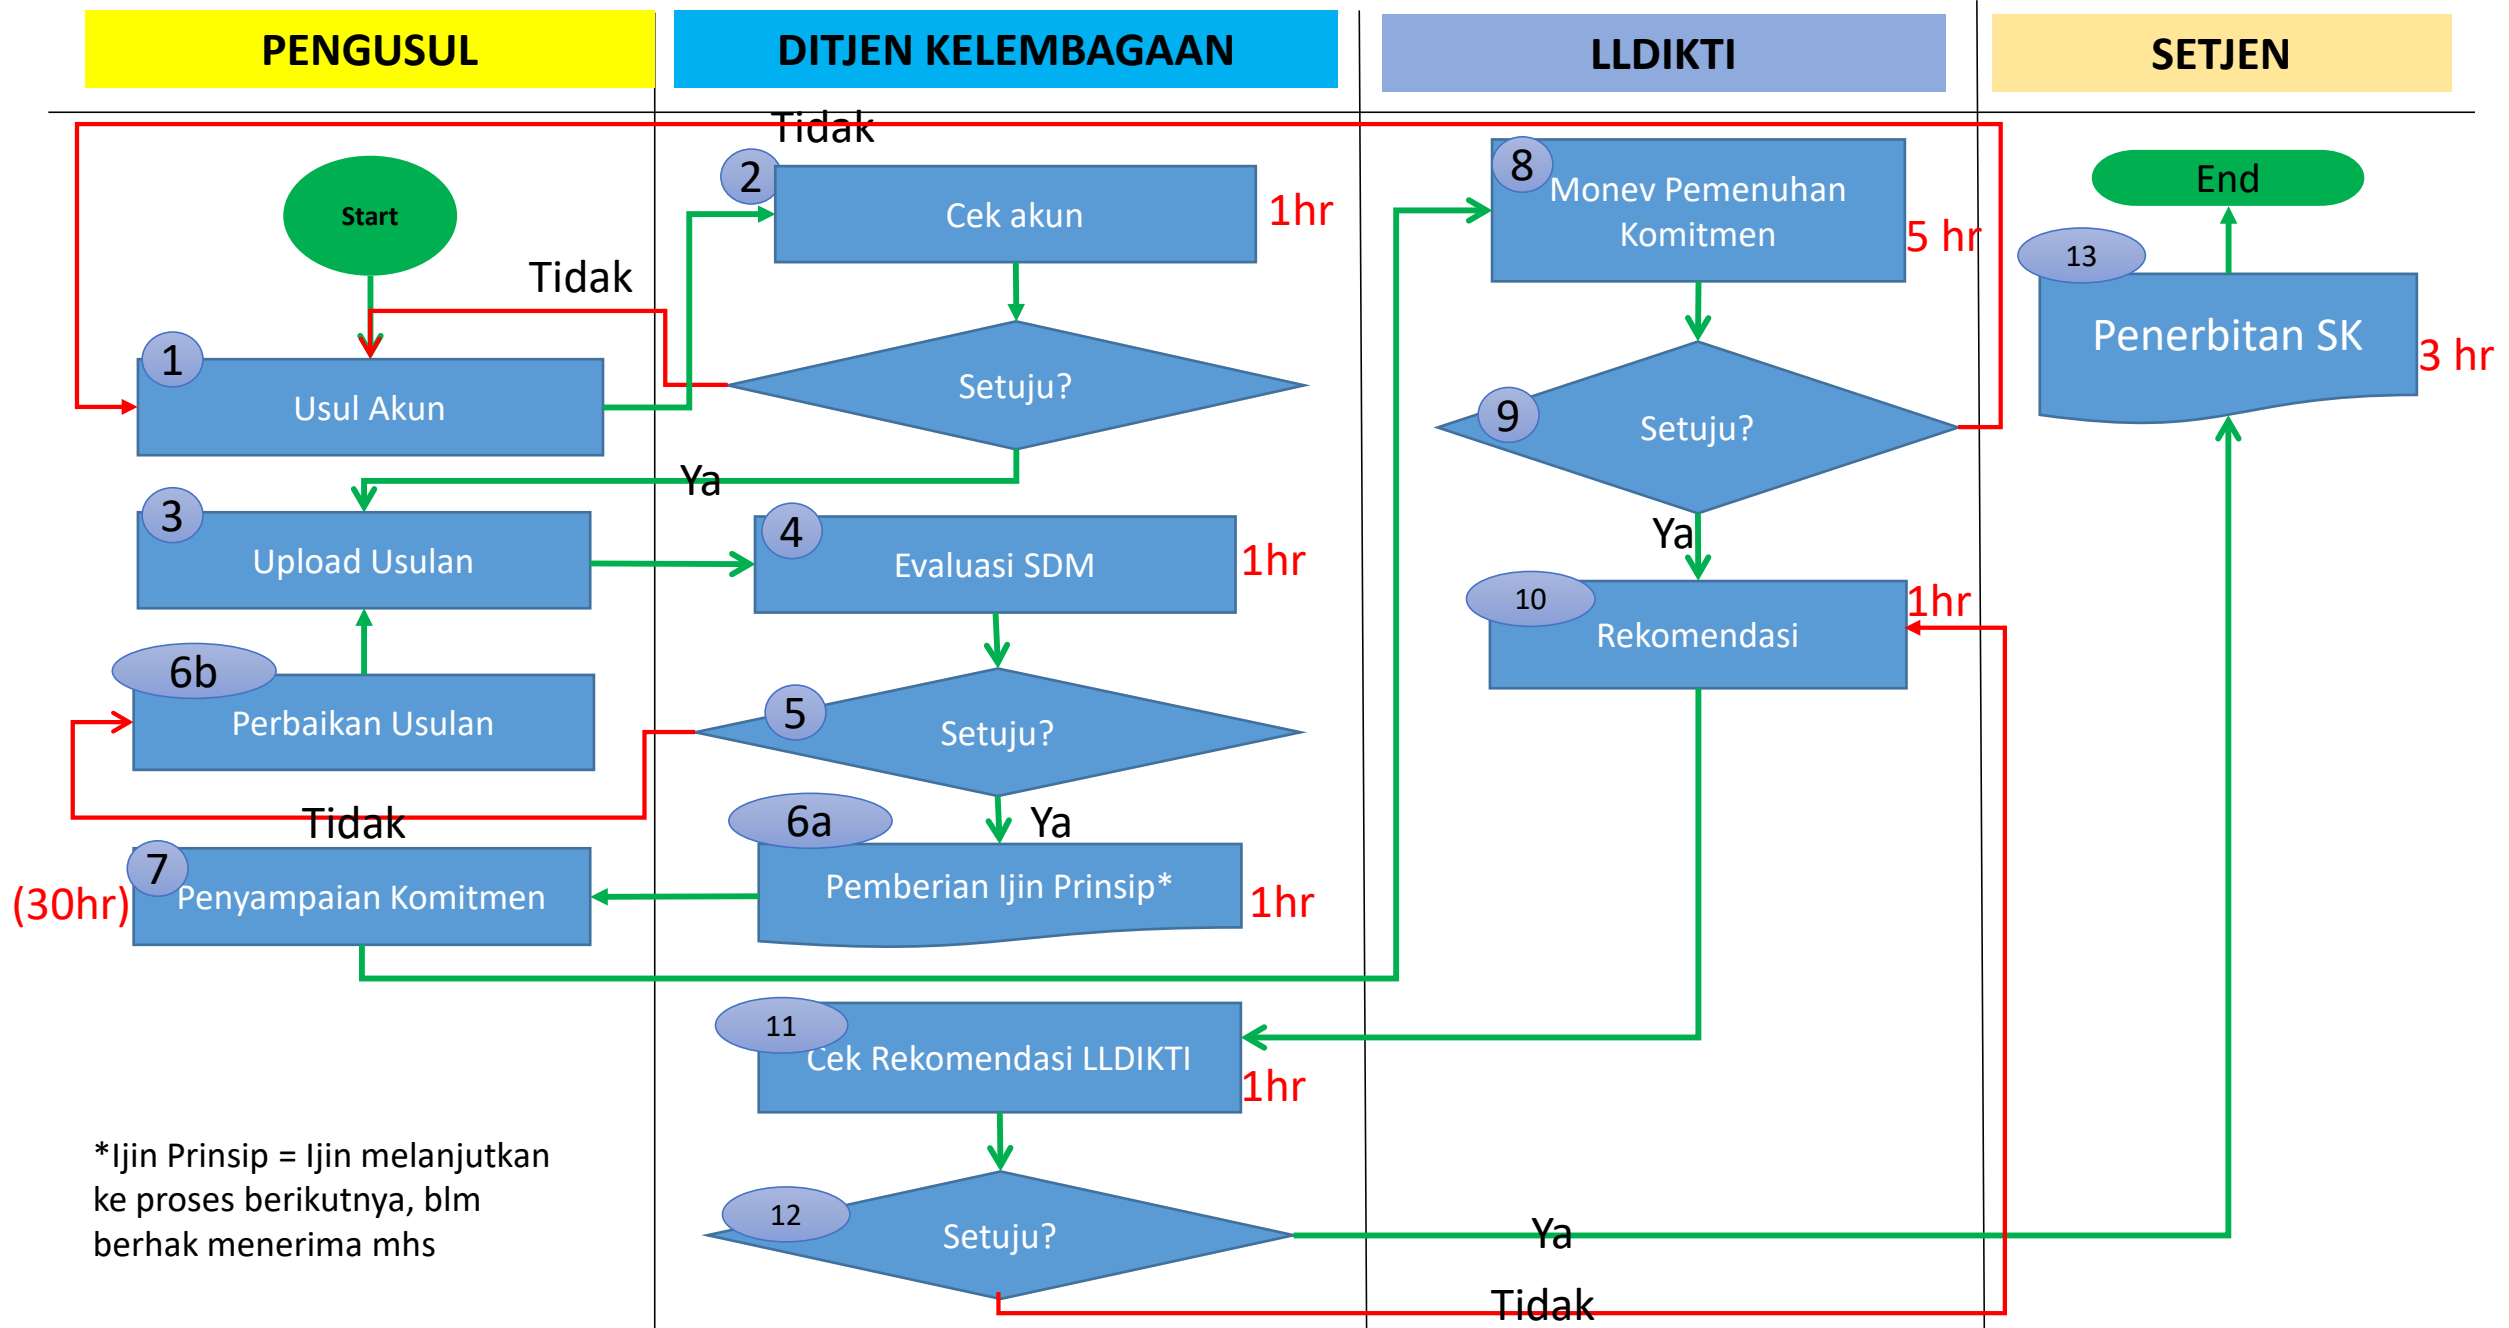 PENGUSUL
DITJEN KELEMBAGAAN
LLDIKTI
SETJEN
Start
Tidak
1
Usul Akun
3
Upload Usulan
6b
Perbaikan Usulan
Tidak
7
Penyampaian Komitmen
(30hr)
*Ijin Prinsip = Ijin melanjutkan
ke proses berikutnya, blm
berhak menerima mhs
Tidak
2
Cek akun
1hr
Setuju?
Ya
4
Evaluasi SDM
1hr
5
Setuju?
Ya
6a
Pemberian Ijin Prinsip*
1hr
11
Cek Rekomendasi LLDIKTI
1hr
12
Setuju?
8
Monev Pemenuhan
Komitmen
5 hr
9
Setuju?
Ya
10
Rekomendasi
1hr
Ya
Tidak
End
13
Penerbitan SK
3 hr